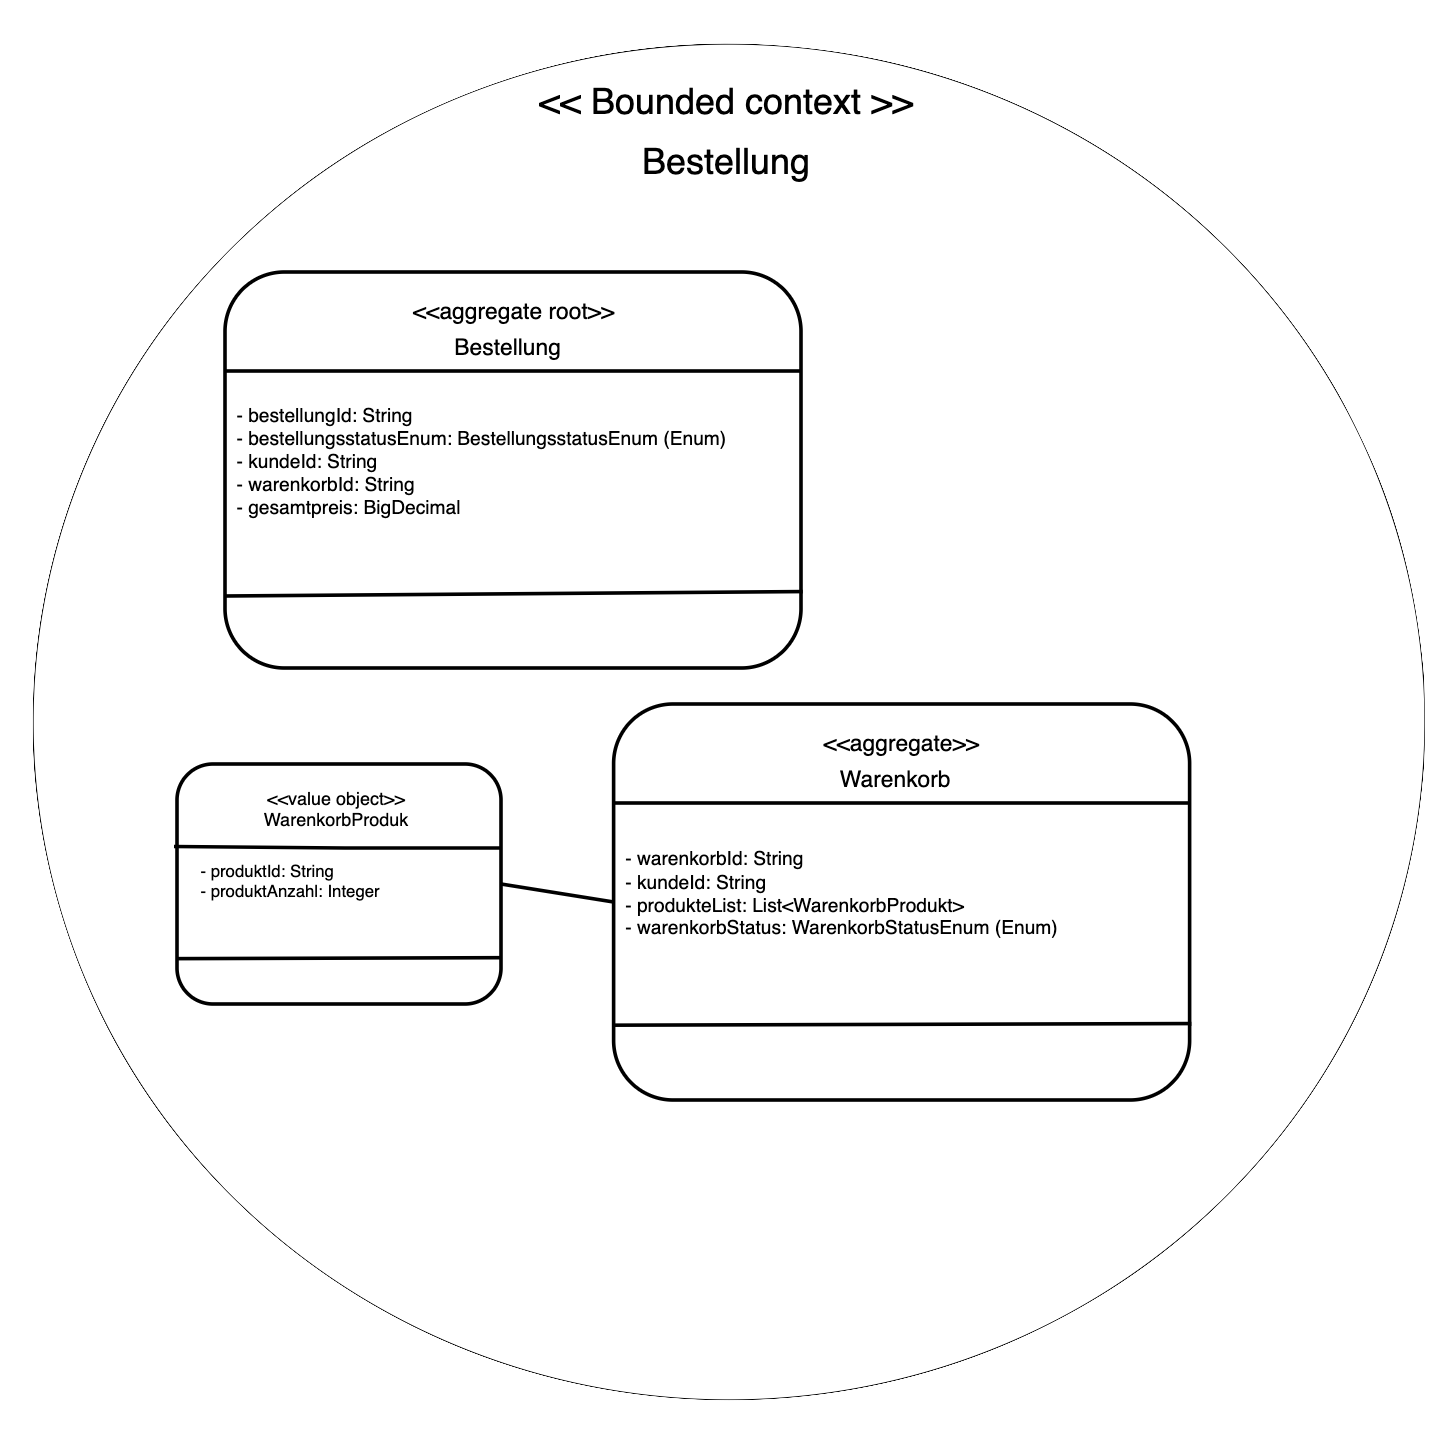 << Bounded context >>
Bestellung
<<aggregate root>>
Bestellung
- bestellungId: String
- bestellungsstatusEnum: BestellungsstatusEnum (Enum)
- kundeId: String
- warenkorbId: String
- gesamtpreis: BigDecimal
<<value object>>
WarenkorbProduk
- produktId: String
- produktAnzahl: Integer
<<aggregate>>
Warenkorb
- warenkorbId: String
- kundeId: String
- produkteList: List<WarenkorbProdukt>
- warenkorbStatus: WarenkorbStatusEnum (Enum)